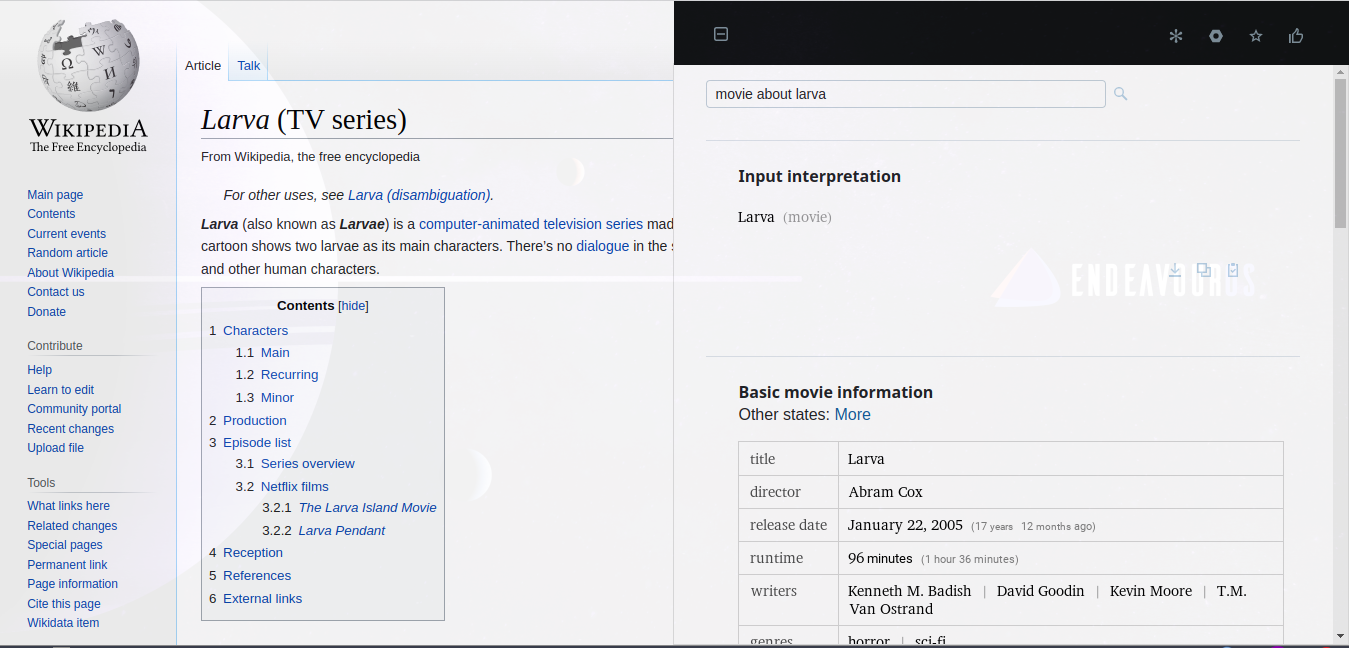 WIKIPEDIA
The Free Encyclopedia
Main page
Contents
Current events
Random article
About Wikipedia
Contact us
Donate
Contribute
Help
Learn to edit
Community portal
Recent changes
Upload file
Tools
What links here
Related changes
Special pages
Permanent link
Page information
Cite this page
Wikidata item
Article
Talk
Larva (TV series)
From Wikipedia, the free encyclopedia
For other uses, see Larva (disambiguation).
Larva (also known as Larvae) is a computer-animated television series mad
cartoon shows two larvae as its main characters. There's no dialogue in the
and other human characters.
Contents [hide]
1 Characters
1.1 Main
1.2 Recurring
1.3 Minor
2 Production
3 Episode list
3.1 Series overview
3.2 Netflix films
3.2.1 The Larva Island Movie
3.2.2 Larva Pendant
4 Reception
5 References
6 External links
movie about larva
Input interpretation
Larva (movie)
ENDEAVOUROS
Basic movie information
Other states: More
title Larva
director Abram Cox
release date January 22, 2005 (17 years 12 months ago)
runtime 96 minutes (1 hour 36 minutes)
writers Kenneth M. Badish | David Goodin | Kevin Moore | T.M.
Van Ostrand
genres horror | sci-fi